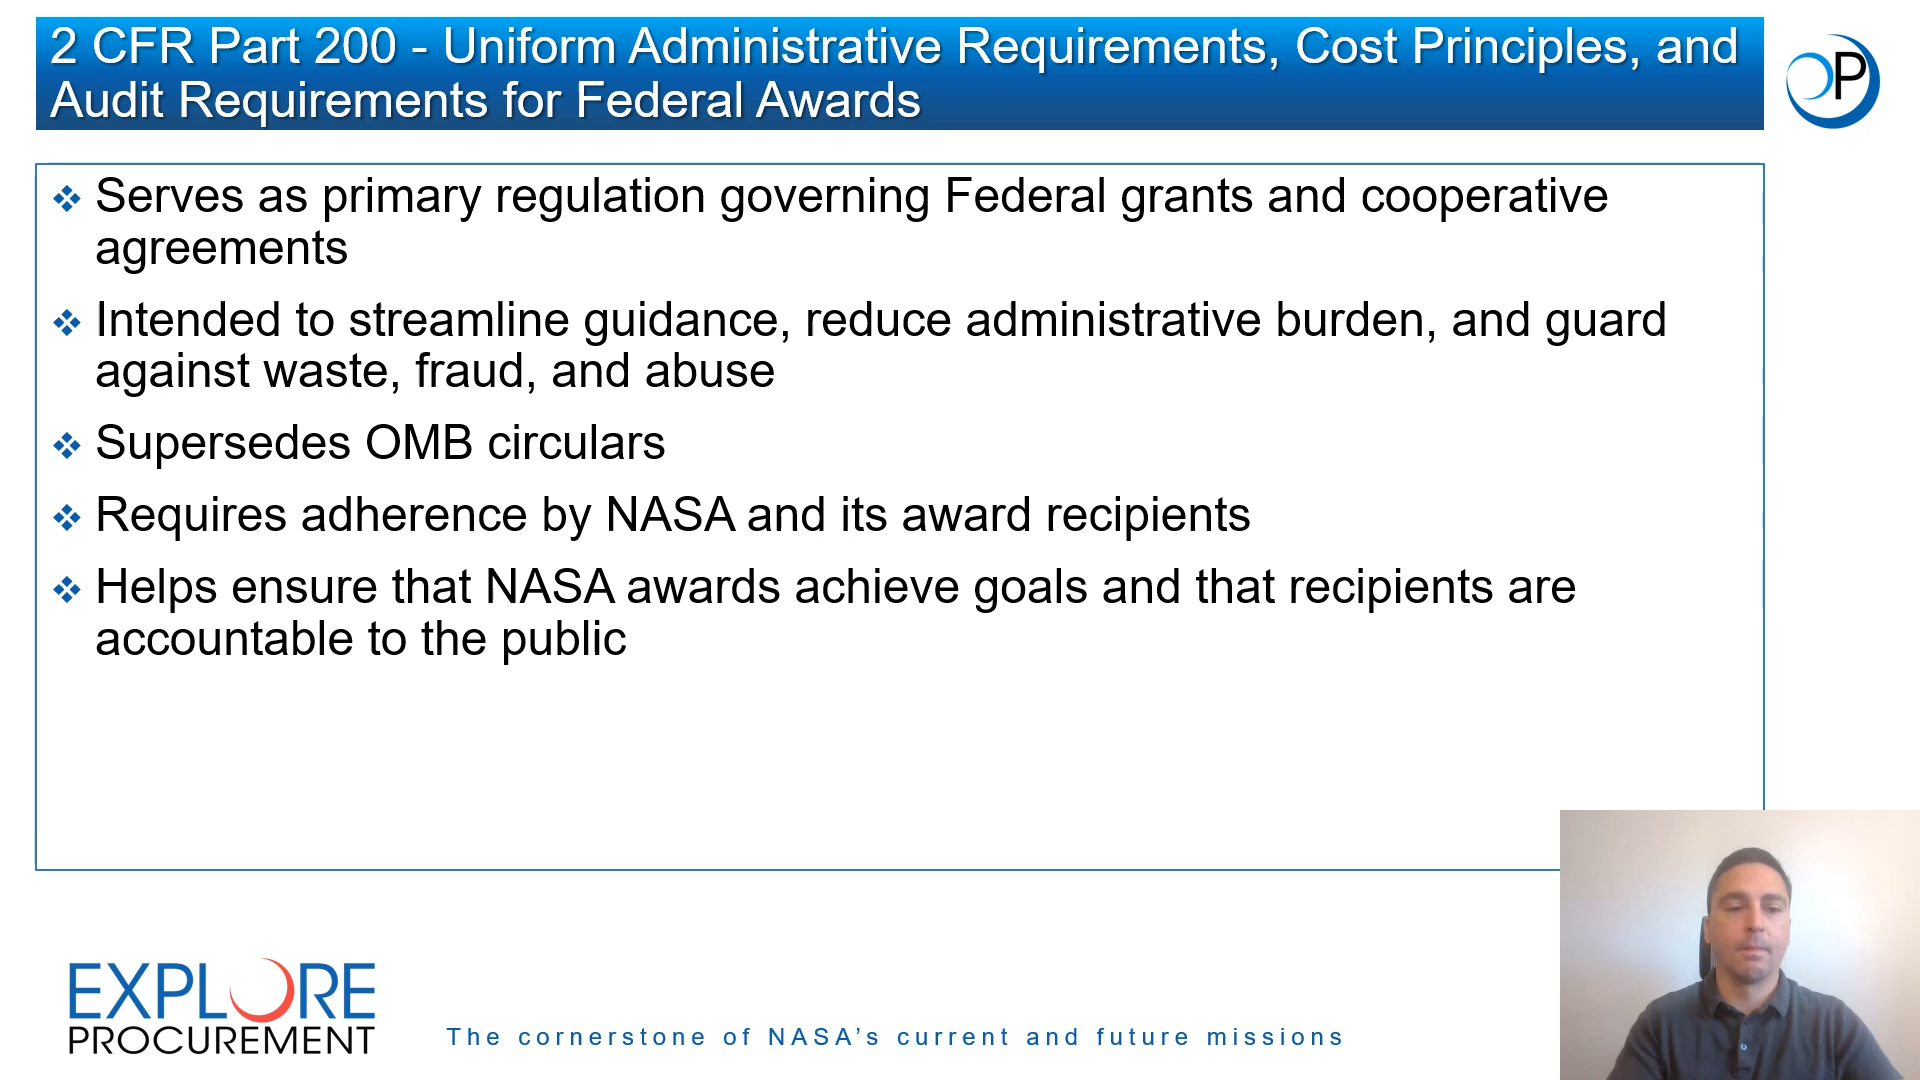 2 CFR Part 200 - Uniform Administrative Requirements, Cost Principles, and
Audit Requirements for Federal Awards
OP
❖ Serves as primary regulation governing Federal grants and cooperative
agreements
❖ Intended to streamline guidance, reduce administrative burden, and guard
against waste, fraud, and abuse
❖ Supersedes OMB circulars
❖ Requires adherence by NASA and its award recipients
❖ Helps ensure that NASA awards achieve goals and that recipients are
accountable to the public
EXPLORE
PROCUREMENT
The cornerstone of NASA’s current and future missions